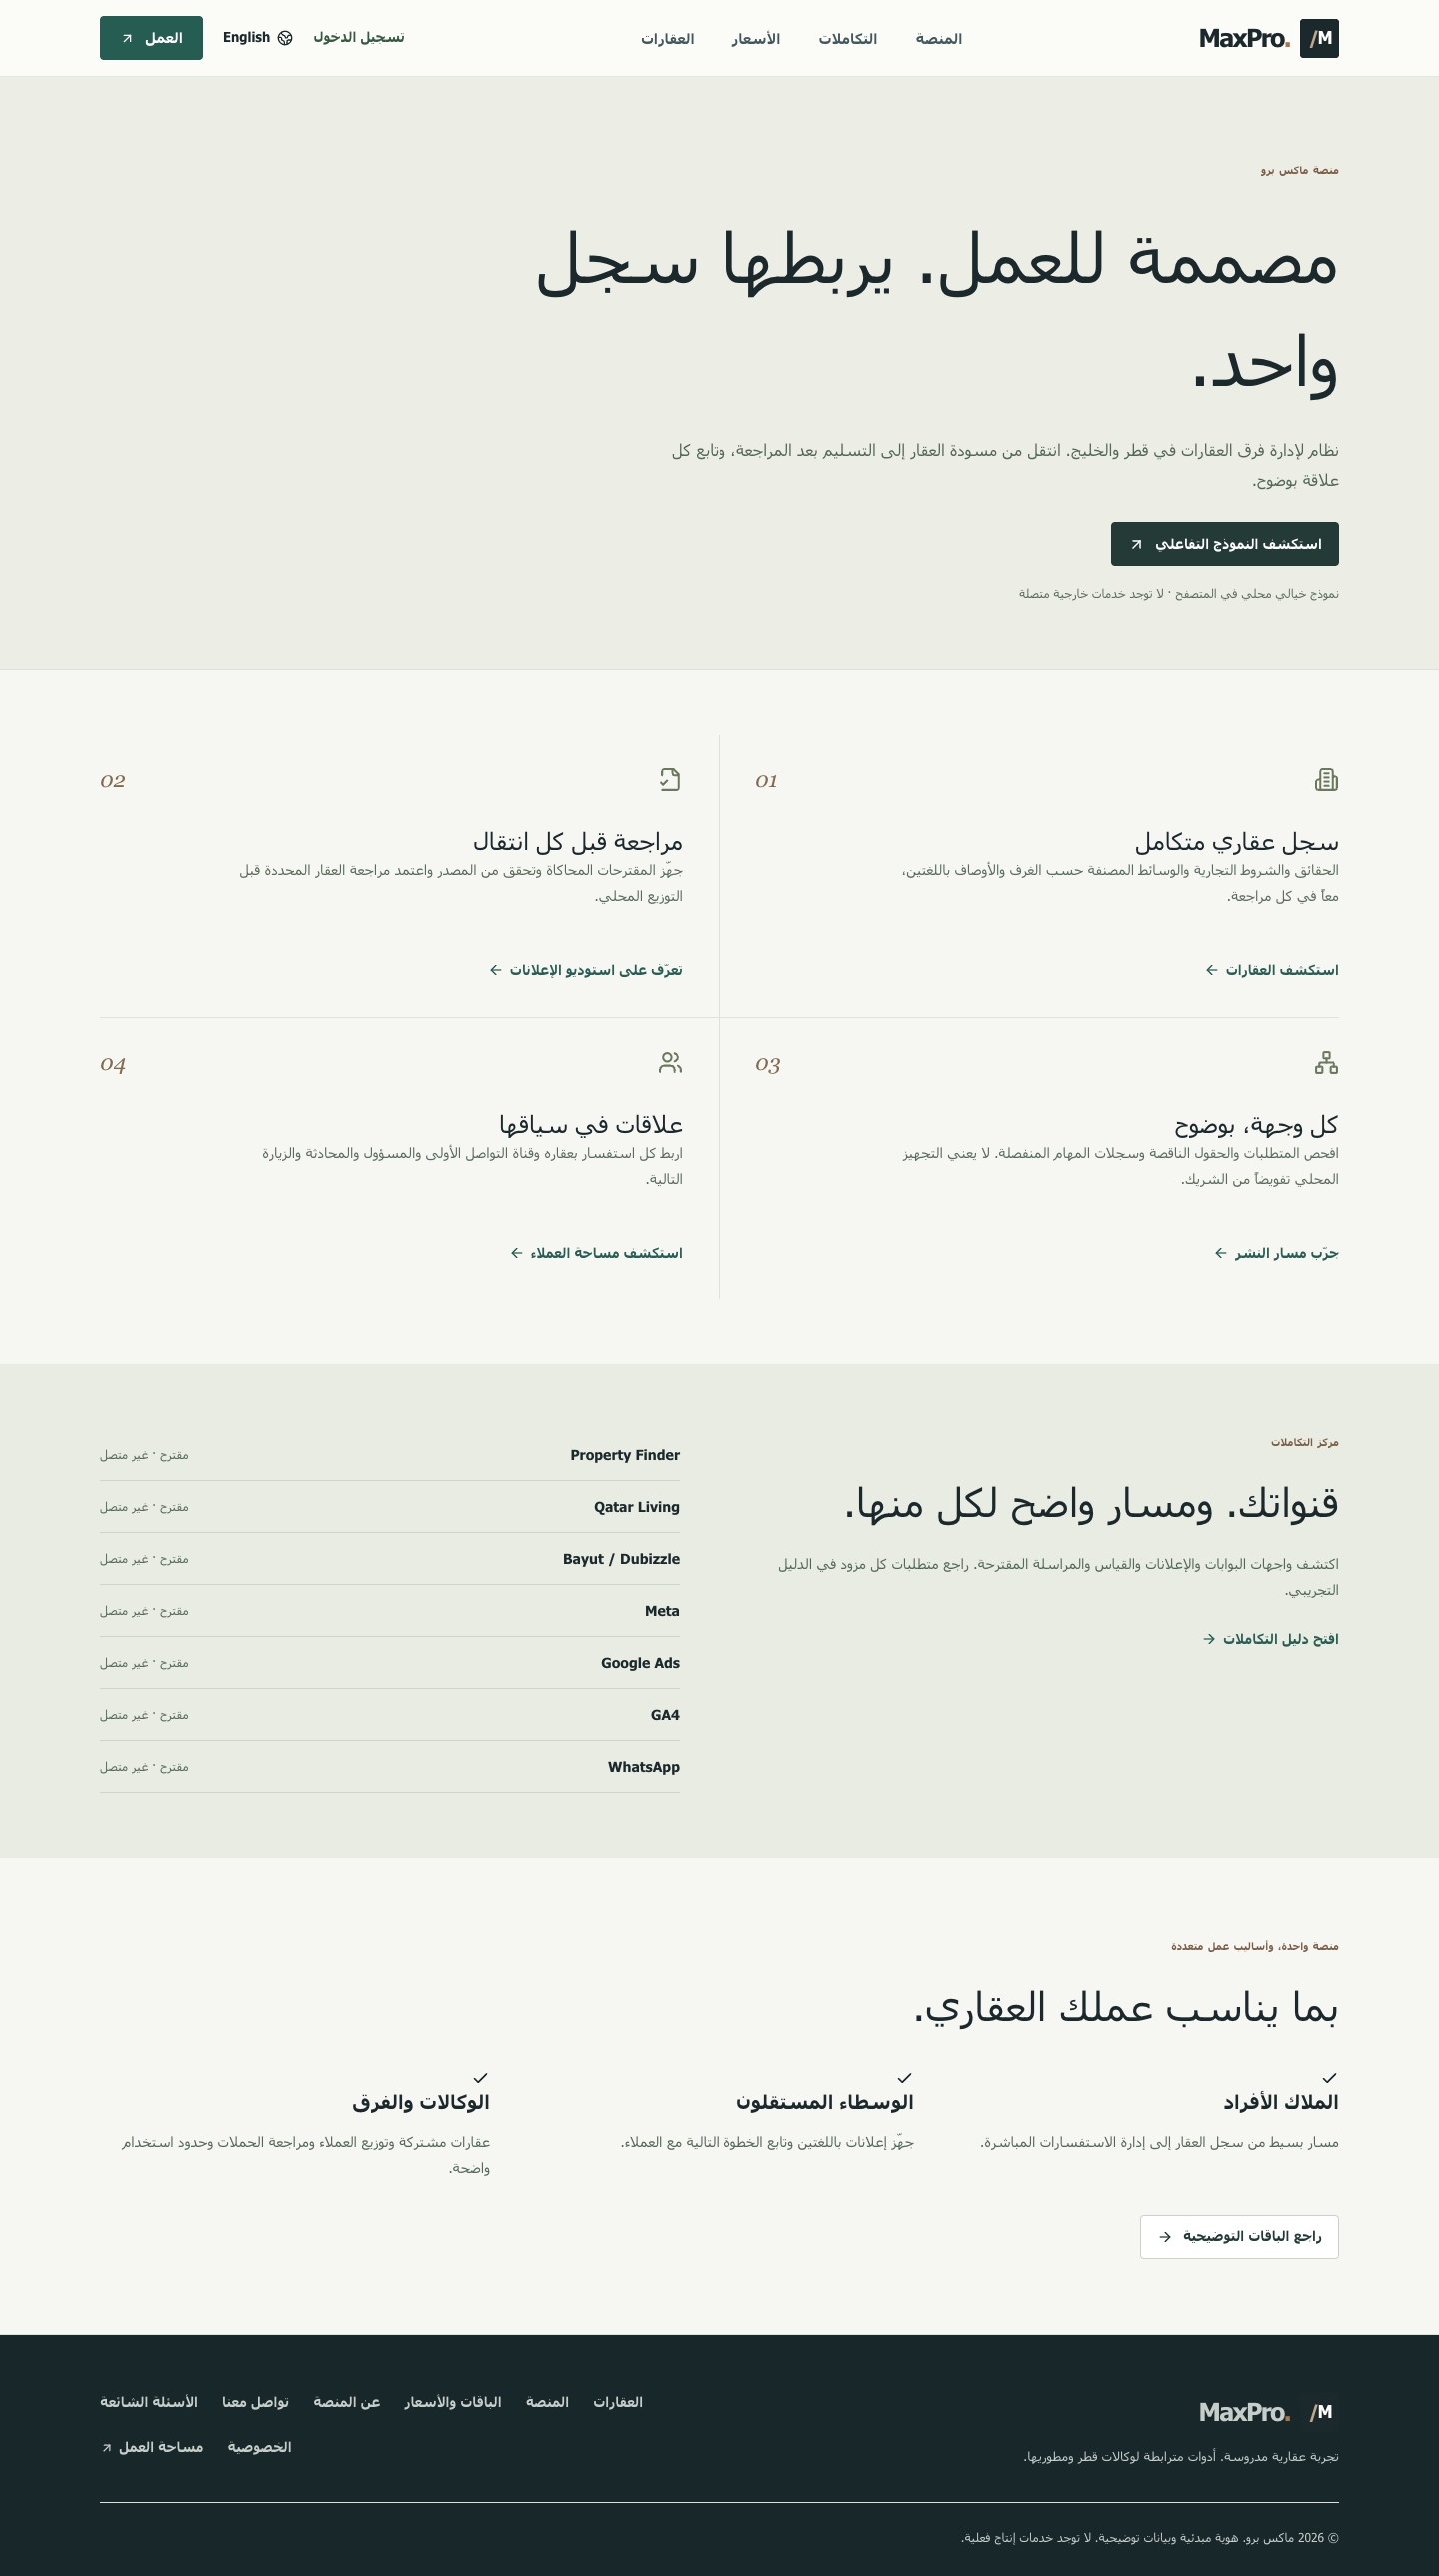 M/ MaxPro.
المنصة
التكاملات
الأسعار
العقارات
تسجيل الدخول
English
العمل
منصة ماكس برو
مصممة للعمل. يربطها سجل
واحد.
نظام لإدارة فرق العقارات في قطر والخليج. انتقل من مسودة العقار إلى التسليم بعد المراجعة، وتابع كل
علاقة بوضوح.
استكشف النموذج التفاعلي
نموذج خيالي محلي في المتصفح · لا توجد خدمات خارجية متصلة
01
سجل عقاري متكامل
الحقائق والشروط التجارية والوسائط المصنفة حسب الغرف والأوصاف باللغتين،
معاً في كل مراجعة.
استكشف العقارات
02
مراجعة قبل كل انتقال
جهّز المقترحات المحاكاة وتحقق من المصدر واعتمد مراجعة العقار المحددة قبل
التوزيع المحلي.
تعرّف على استوديو الإعلانات
03
كل وجهة، بوضوح
افحص المتطلبات والحقول الناقصة وسجلات المهام المنفصلة. لا يعني التجهيز
المحلي تفويضاً من الشريك.
جرّب مسار النشر
04
علاقات في سياقها
اربط كل استفسار بعقاره وقناة التواصل الأولى والمسؤول والمحادثة والزيارة
التالية.
استكشف مساحة العملاء
مركز التكاملات
قنواتك. ومسار واضح لكل منها.
اكتشف واجهات البوابات والإعلانات والقياس والمراسلة المقترحة. راجع متطلبات كل مزود في الدليل
التجريبي.
افتح دليل التكاملات
Property Finder مقترح · غير متصل
Qatar Living مقترح · غير متصل
Bayut / Dubizzle مقترح · غير متصل
Meta مقترح · غير متصل
Google Ads مقترح · غير متصل
GA4 مقترح · غير متصل
WhatsApp مقترح · غير متصل
منصة واحدة، وأساليب عمل متعددة
بما يناسب عملك العقاري.
الملاك الأفراد
مسار بسيط من سجل العقار إلى إدارة الاستفسارات المباشرة.
الوسطاء المستقلون
جهّز إعلانات باللغتين وتابع الخطوة التالية مع العملاء.
الوكالات والفرق
عقارات مشتركة وتوزيع العملاء ومراجعة الحملات وحدود استخدام
واضحة.
راجع الباقات التوضيحية
M/ MaxPro.
تجربة عقارية مدروسة. أدوات مترابطة لوكالات قطر ومطوريها.
العقارات
المنصة
الباقات والأسعار
عن المنصة
تواصل معنا
الأسئلة الشائعة
الخصوصية
مساحة العمل
© 2026 ماكس برو. هوية مبدئية وبيانات توضيحية. لا توجد خدمات إنتاج فعلية.